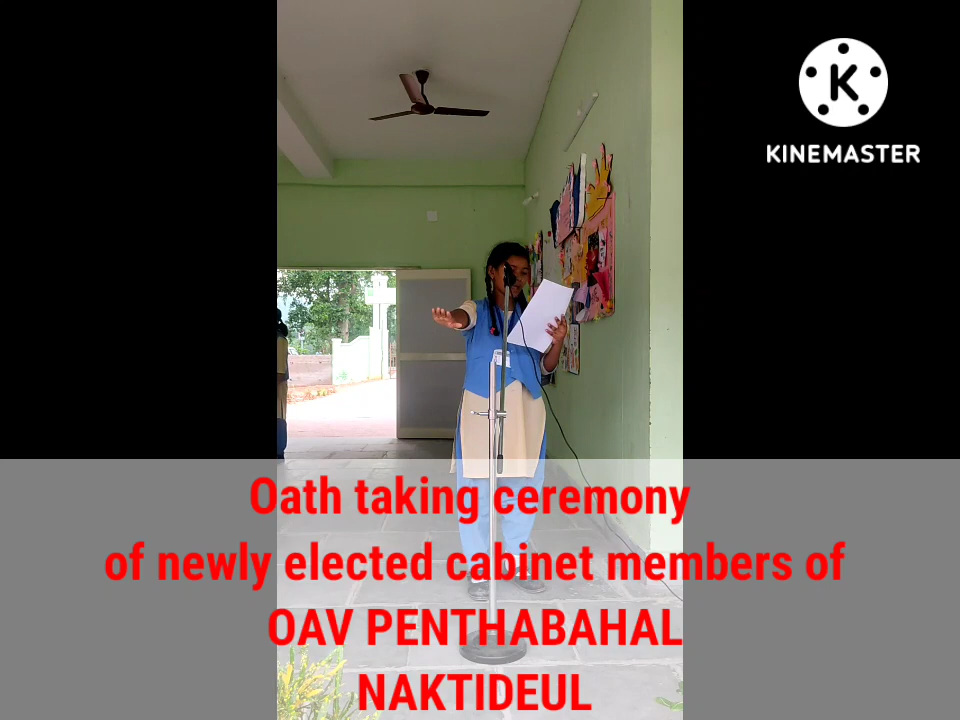 K
KINEMASTER
Oath taking ceremony
of newly elected cabinet members of
OAV PENTHABAHAL
NAKTIDEUL